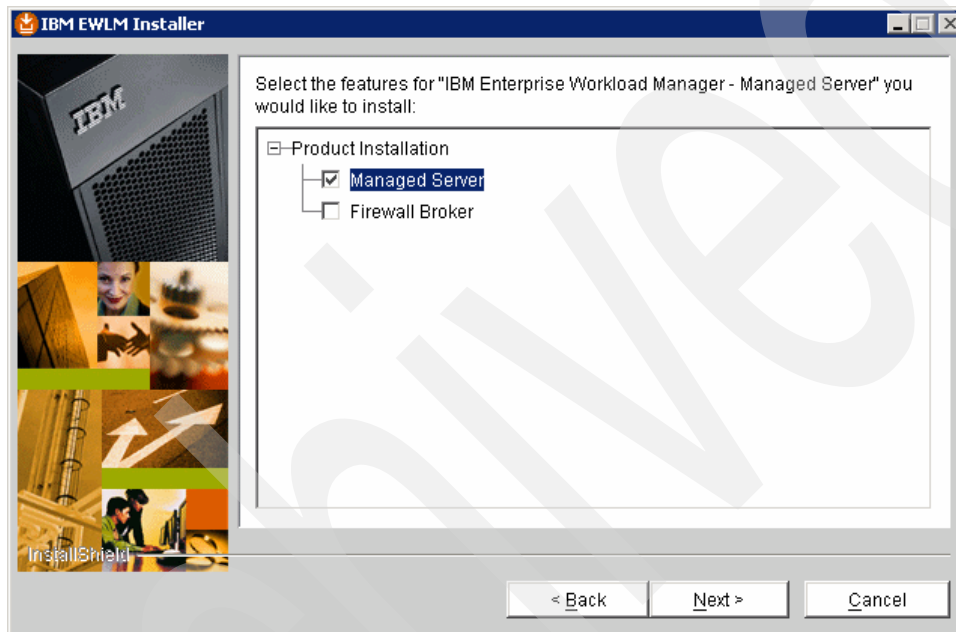 IBM EWLM Installer
IBM
Select the features for "IBM Enterprise Workload Manager - Managed Server" you
would like to install:
Product Installation
Managed Server
Firewall Broker
InstallShield
< Back
Next >
Cancel